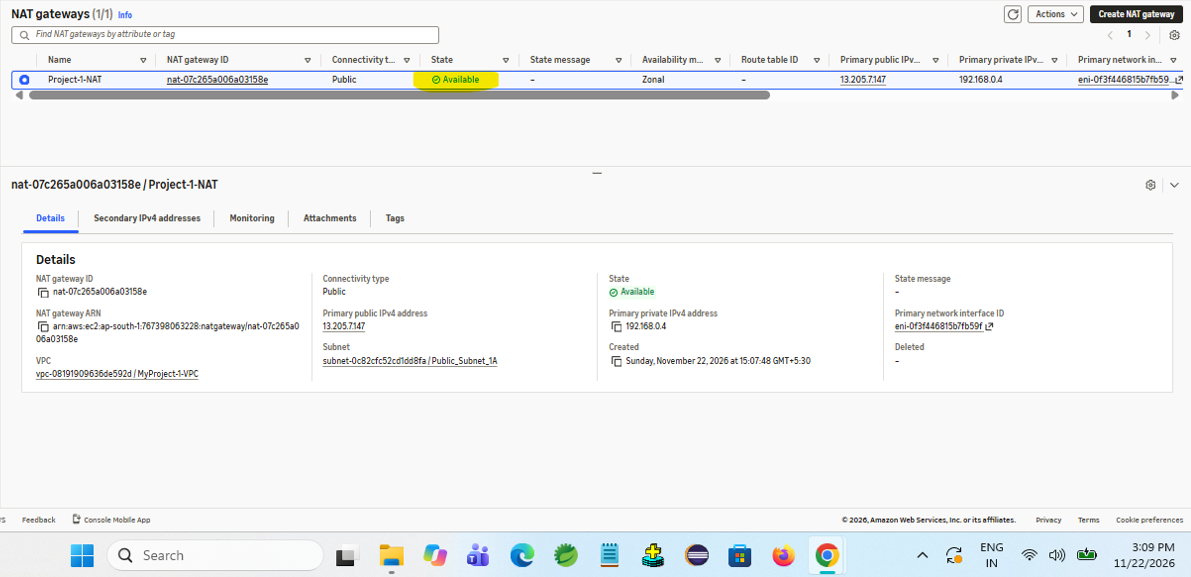 NAT gateways (1/1) Info
Actions
Create NAT gateway
Find NAT gateways by attribute or tag
1
Name NAT gateway ID Connectivity t... State State message Availability m... Route table ID Primary public IPv... Primary private IPv... Primary network in...
Project-1-NAT nat-07c265a006a03158e Public Available – Zonal – 13.205.7.147 192.168.0.4 eni-0f3f446815b7fb59...
nat-07c265a006a03158e / Project-1-NAT
Details Secondary IPv4 addresses Monitoring Attachments Tags
Details
NAT gateway ID Connectivity type State State message
nat-07c265a006a03158e Public Available –
NAT gateway ARN Primary public IPv4 address Primary private IPv4 address Primary network interface ID
arn:aws:ec2:ap-south-1:767398063228:natgateway/nat-07c265a0 13.205.7.147 192.168.0.4 eni-0f3f446815b7fb59f
06a03158e Subnet Created Deleted
VPC subnet-0c82cfc52cd1dd8fa / Public_Subnet_1A Sunday, November 22, 2026 at 15:07:48 GMT+5:30 –
vpc-08191909636de592d / MyProject-1-VPC
Feedback Console Mobile App © 2026, Amazon Web Services, Inc. or its affiliates. Privacy Terms Cookie preferences
Search ENG 3:09 PM
IN 11/22/2026